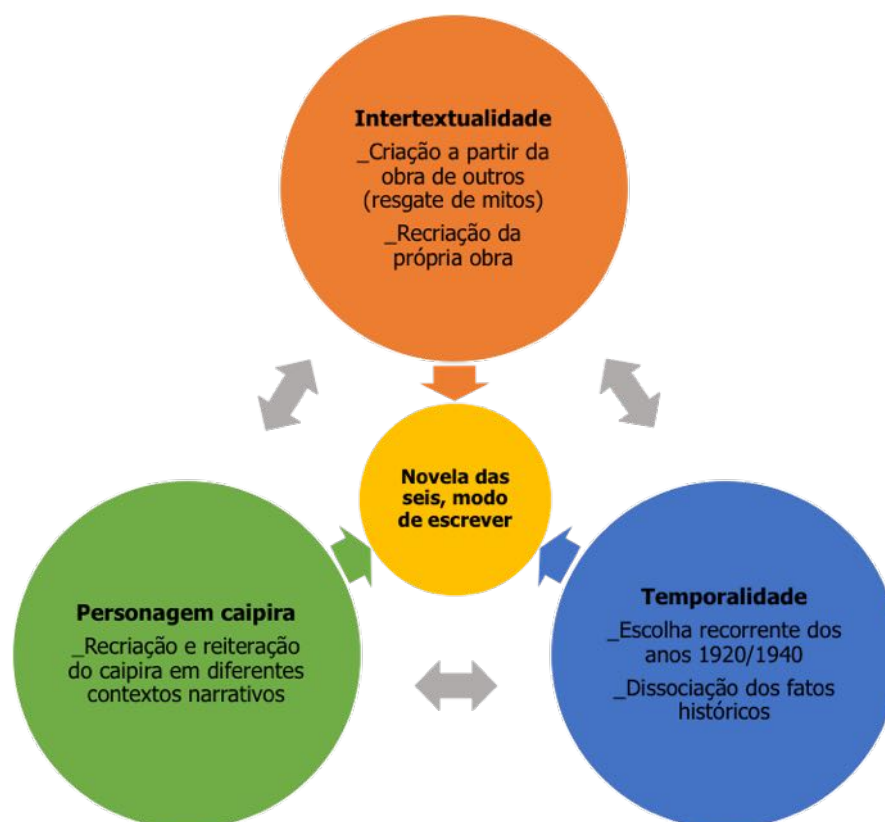 Intertextualidade
_Criação a partir da
obra de outros
(resgate de mitos)
_Recriação da
própria obra
Novela das
seis, modo
de escrever
Personagem caipira
_Recriação e reiteração
do caipira em diferentes
contextos narrativos
Temporalidade
_Escolha recorrente dos
anos 1920/1940
_Dissociação dos fatos
históricos